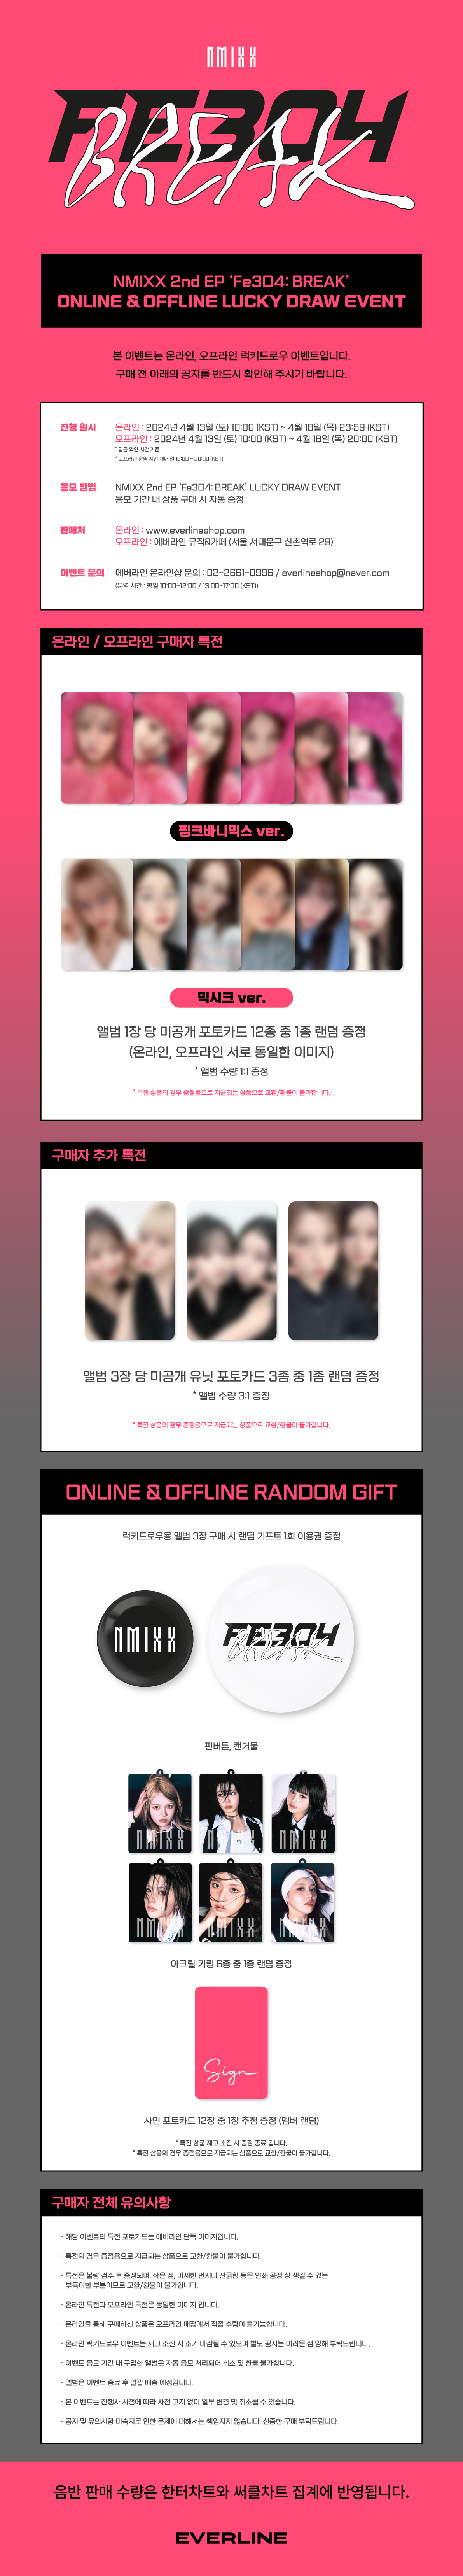 NMIXX
FE3O4
BREAK
NMIXX 2nd EP ‘Fe3O4: BREAK’
ONLINE & OFFLINE LUCKY DRAW EVENT
본 이벤트는 온라인, 오프라인 럭키드로우 이벤트입니다.
구매 전 아래의 공지를 반드시 확인해 주시기 바랍니다.
진행 일시
온라인 : 2024년 4월 13일 (토) 10:00 (KST) ~ 4월 18일 (목) 23:59 (KST)
오프라인 : 2024년 4월 13일 (토) 10:00 (KST) ~ 4월 18일 (목) 20:00 (KST)
* 입금 확인 시간 기준
* 오프라인 운영 시간 : 월~일 10:00 ~ 20:00 (KST)
응모 방법
NMIXX 2nd EP ‘Fe3O4: BREAK’ LUCKY DRAW EVENT
응모 기간 내 상품 구매 시 자동 증정
판매처
온라인 : www.everlineshop.com
오프라인 : 에버라인 뮤직&카페 (서울 서대문구 신촌역로 29)
이벤트 문의
에버라인 온라인샵 문의 : 02-2661-0996 / everlineshop@naver.com
(운영 시간 : 평일 10:00~12:00 / 13:00~17:00 (KST))
온라인 / 오프라인 구매자 특전
핑크바니믹스 ver.
믹시크 ver.
앨범 1장 당 미공개 포토카드 12종 중 1종 랜덤 증정
(온라인, 오프라인 서로 동일한 이미지)
* 앨범 수량 1:1 증정
* 특전 상품의 경우 증정용으로 지급되는 상품으로 교환/환불이 불가합니다.
구매자 추가 특전
앨범 3장 당 미공개 유닛 포토카드 3종 중 1종 랜덤 증정
* 앨범 수량 3:1 증정
* 특전 상품의 경우 증정용으로 지급되는 상품으로 교환/환불이 불가합니다.
ONLINE & OFFLINE RANDOM GIFT
럭키드로우용 앨범 3장 구매 시 랜덤 기프트 1회 이용권 증정
NMIXX
FE3O4
BREAK
핀버튼, 캔거울
NMIXX
NMIXX
NMIXX
NMIXX
NMIXX
NMIXX
아크릴 키링 6종 중 1종 랜덤 증정
Sign
사인 포토카드 12장 중 1장 추첨 증정 (멤버 랜덤)
* 특전 상품 재고 소진 시 증정 종료 됩니다.
* 특전 상품의 경우 증정용으로 지급되는 상품으로 교환/환불이 불가합니다.
구매자 전체 유의사항
· 해당 이벤트의 특전 포토카드는 에버라인 단독 이미지입니다.
· 특전의 경우 증정용으로 지급되는 상품으로 교환/환불이 불가합니다.
· 특전은 불량 검수 후 증정되며, 작은 점, 미세한 먼지나 잔긁힘 등은 인쇄 공정 상 생길 수 있는
부득이한 부분이므로 교환/환불이 불가합니다.
· 온라인 특전과 오프라인 특전은 동일한 이미지 입니다.
· 온라인을 통해 구매하신 상품은 오프라인 매장에서 직접 수령이 불가능합니다.
· 온라인 럭키드로우 이벤트는 재고 소진 시 조기 마감될 수 있으며 별도 공지는 어려운 점 양해 부탁드립니다.
· 이벤트 응모 기간 내 구입한 앨범은 자동 응모 처리되어 취소 및 환불 불가합니다.
· 앨범은 이벤트 종료 후 일괄 배송 예정입니다.
· 본 이벤트는 진행사 사정에 따라 사전 고지 없이 일부 변경 및 취소될 수 있습니다.
· 공지 및 유의사항 미숙지로 인한 문제에 대해서는 책임지지 않습니다. 신중한 구매 부탁드립니다.
음반 판매 수량은 한터차트와 써클차트 집계에 반영됩니다.
EVERLINE